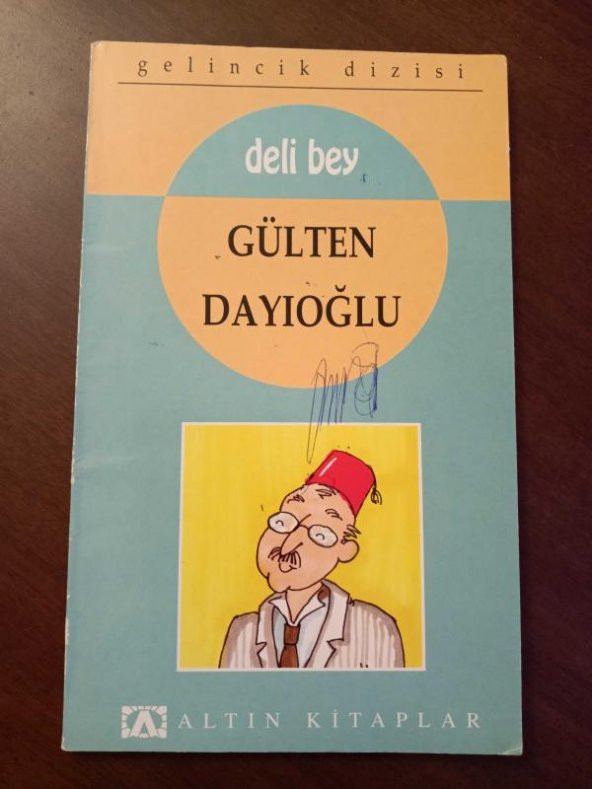 gelincik dizisi
deli bey
GÜLTEN
DAYIOĞLU
ALTIN KİTAPLAR